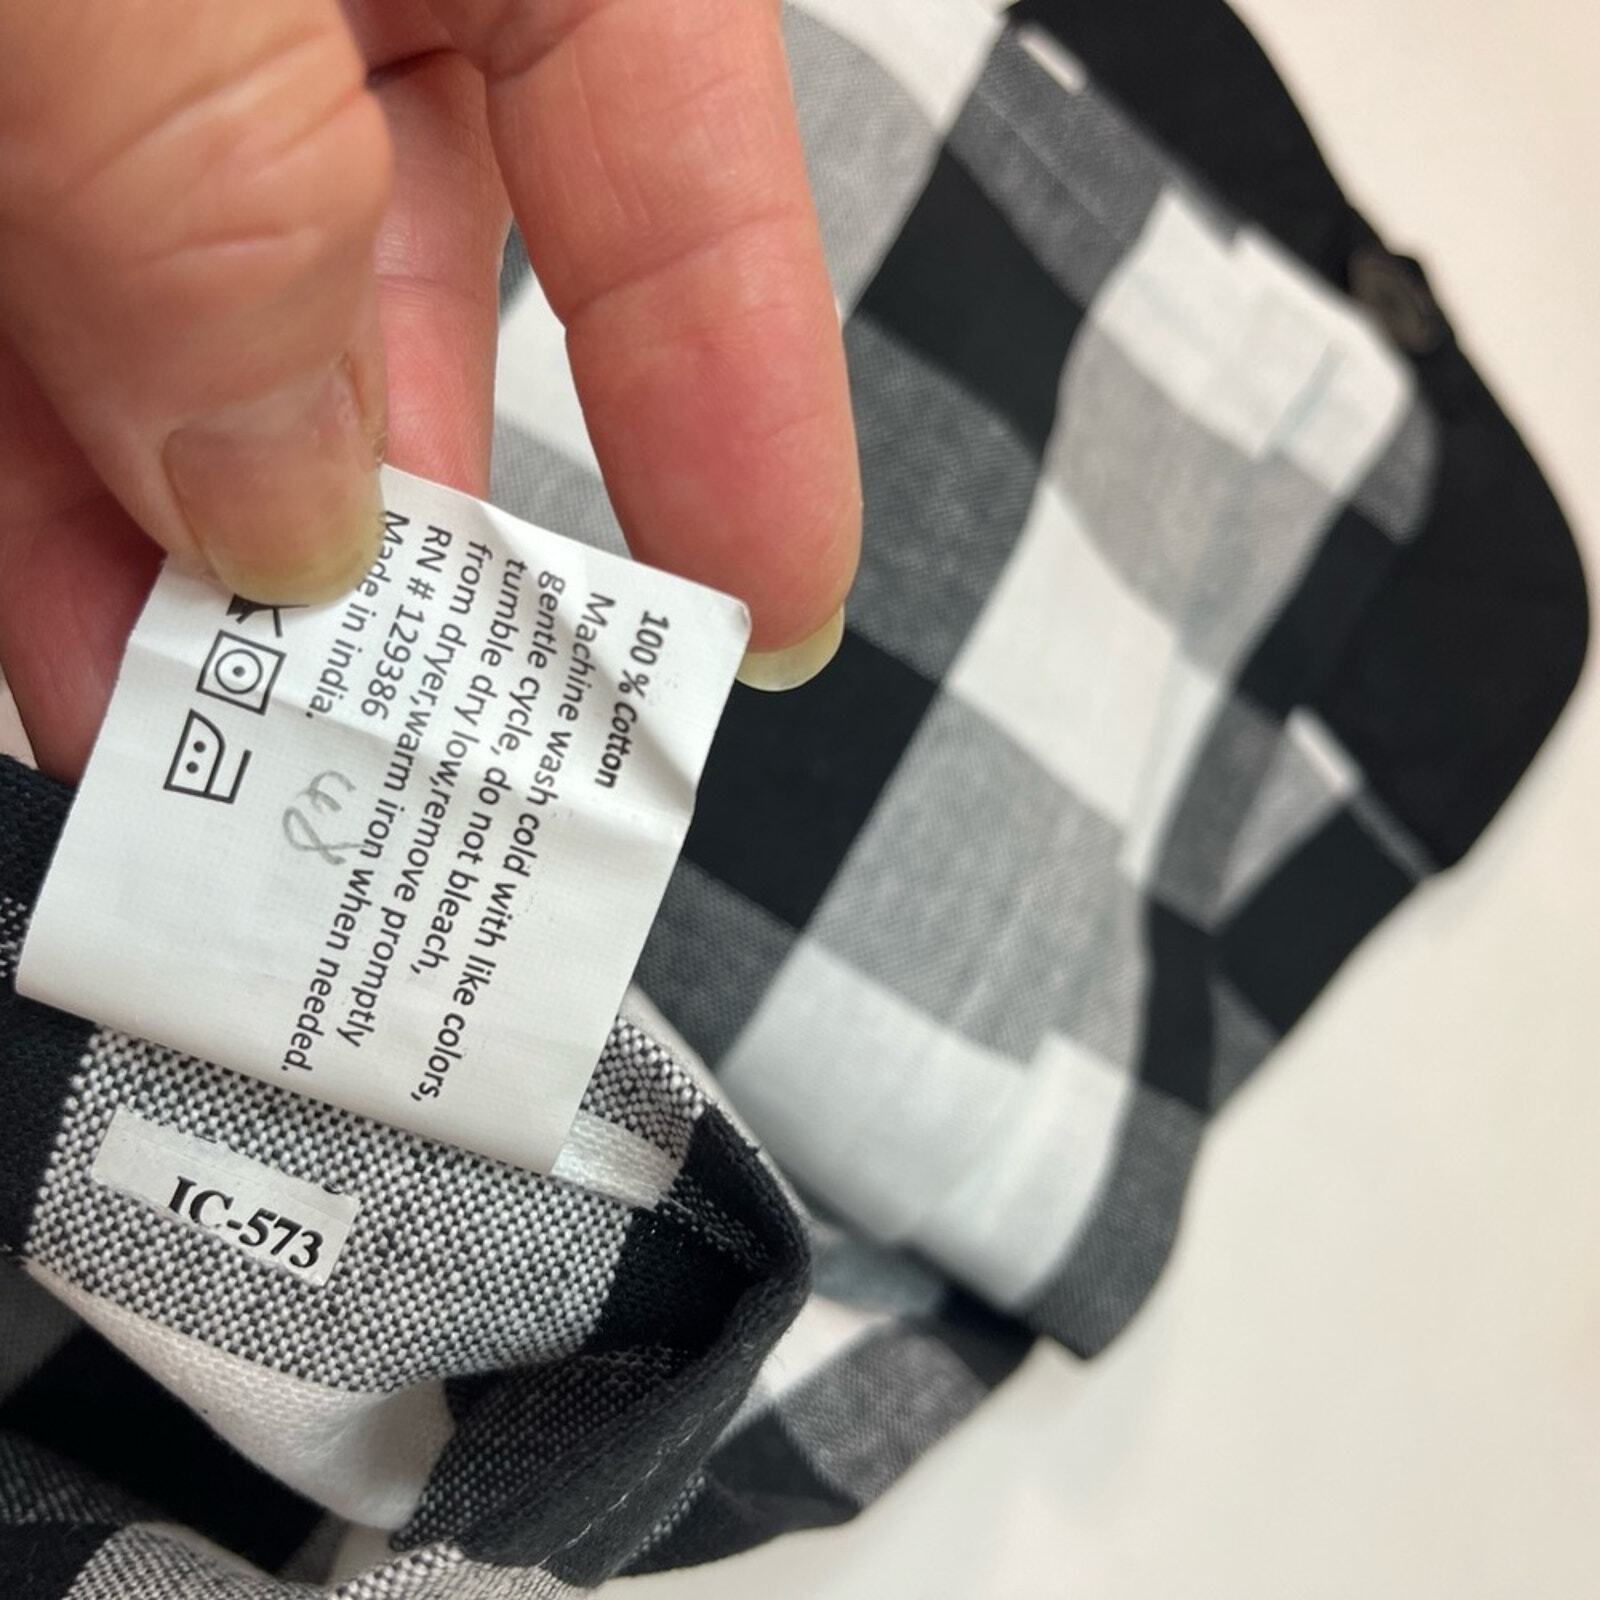 100 % Cotton
Machine wash cold with like colors,
gentle cycle, do not bleach,
tumble dry low,remove promptly
from dryer,warm iron when needed.
RN # 129386
Made in india.
IC-573